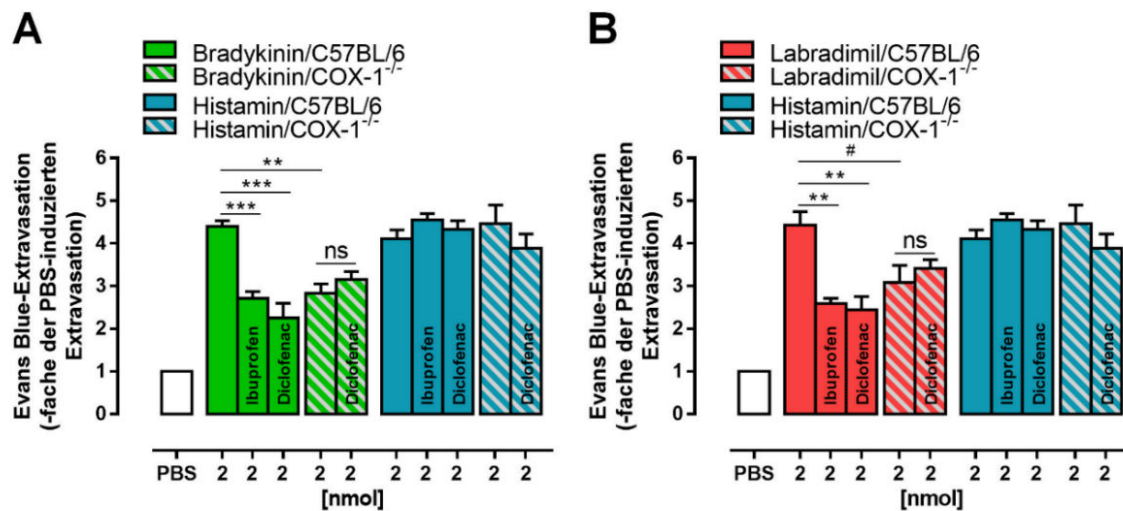 A
Bradykinin/C57BL/6
Bradykinin/COX-1-/-
Histamin/C57BL/6
Histamin/COX-1-/-
Evans Blue-Extravasation
(-fache der PBS-induzierten
Extravasation)
6
5
4
3
2
1
0
**
***
***
ns
Ibuprofen
Diclofenac
Diclofenac
Ibuprofen
Diclofenac
Diclofenac
PBS 2 2 2 2 2 2 2 2 2 2
[nmol]
B
Labradimil/C57BL/6
Labradimil/COX-1-/-
Histamin/C57BL/6
Histamin/COX-1-/-
Evans Blue-Extravasation
(-fache der PBS-induzierten
Extravasation)
6
5
4
3
2
1
0
#
**
**
ns
Ibuprofen
Diclofenac
Diclofenac
Ibuprofen
Diclofenac
Diclofenac
PBS 2 2 2 2 2 2 2 2 2 2
[nmol]